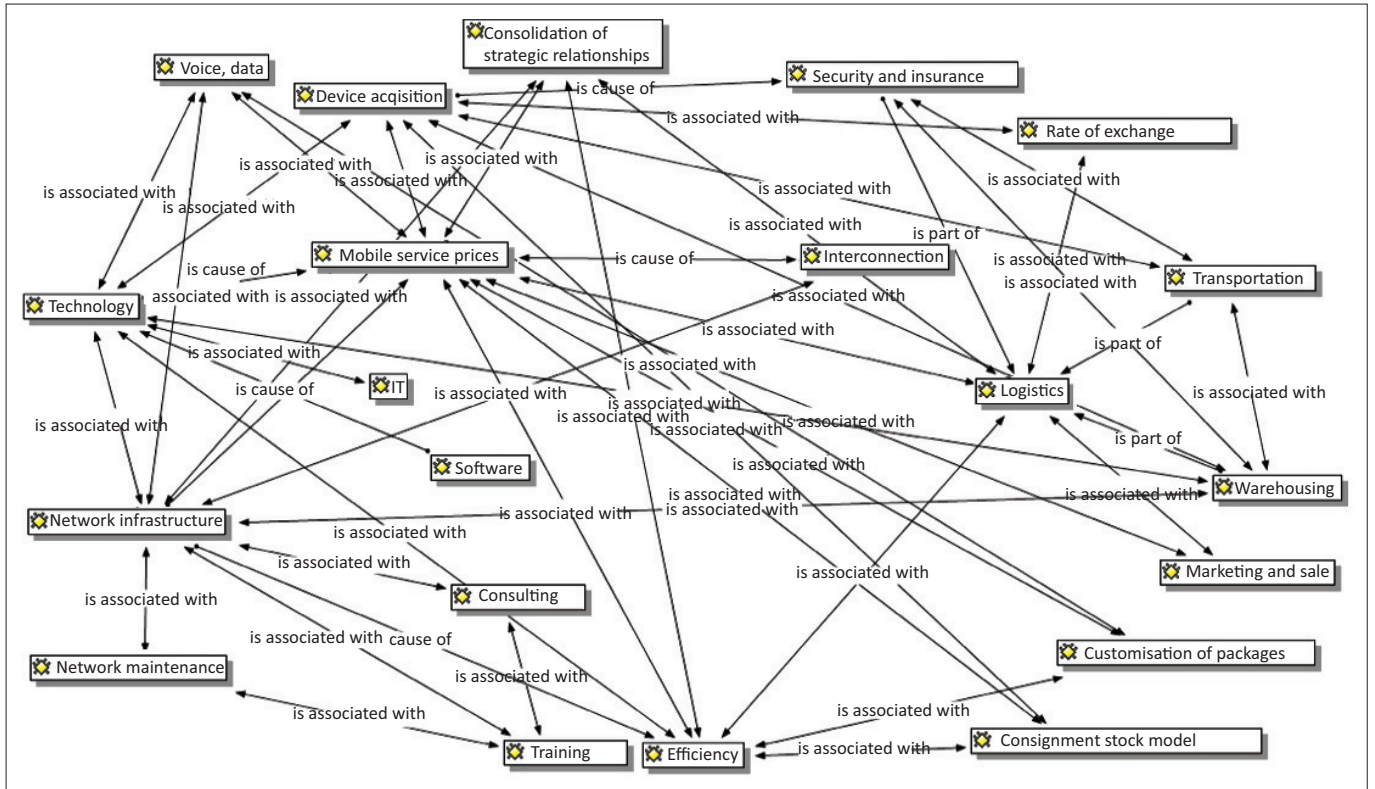 Consolidation of
strategic relationships
Voice, data
Security and insurance
Device acqisition
is cause of
is associated with
Rate of exchange
is associated with
is associated with
is associated with
is associated with
is associated with
is associated with
is associated with
is associated with
is associated with
is part of
Mobile service prices
is cause of
Interconnection
is associated with
is cause of
is associated with
Transportation
associated with
is associated with
is associated with
Technology
is associated with
is part of
is associated with
is associated with
is cause of
IT
is associated with
Logistics
is associated with
is associated with
is associated with
is associated with
is associated with
is associated with
is associated with
is part of
Software
is associated with
Warehousing
is associated with
is associated with
is associated with
is associated with
Network infrastructure
is associated with
is associated with
Marketing and sale
is associated with
Consulting
is associated with
is associated with
cause of
Customisation of packages
Network maintenance
is associated with
is associated with
is associated with
Consignment stock model
Training
Efficiency
is associated with